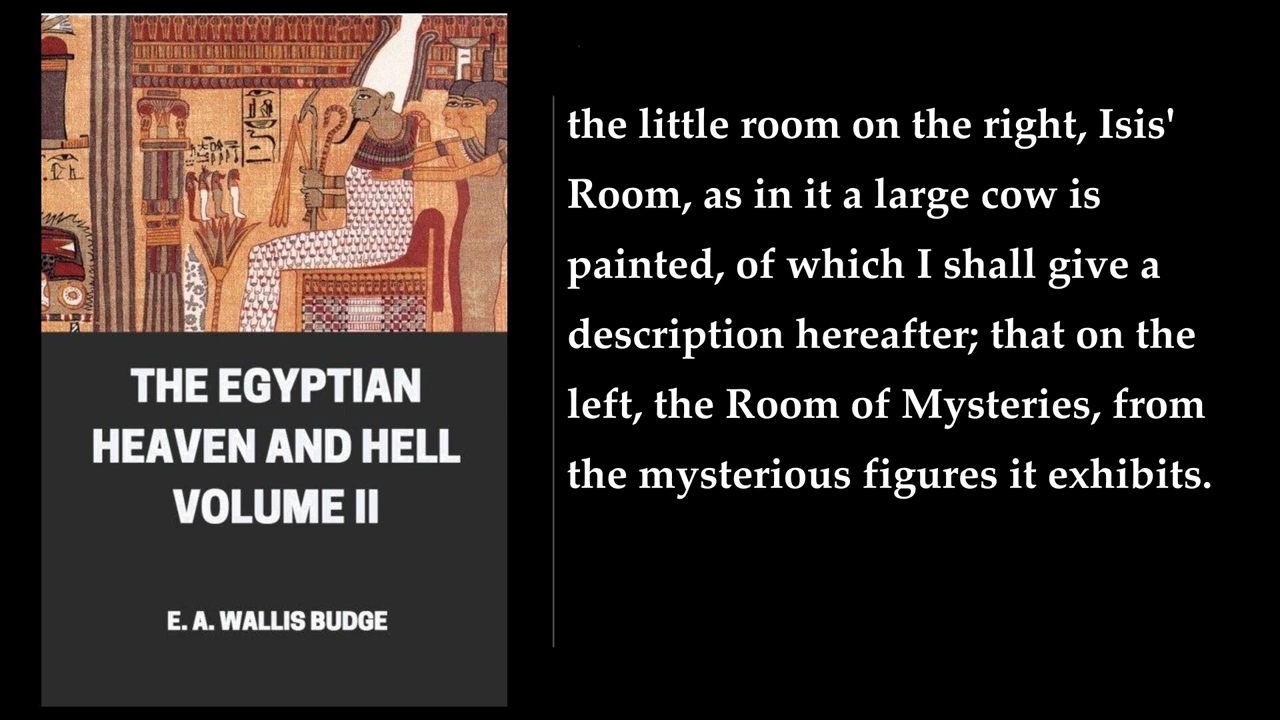 THE EGYPTIAN
HEAVEN AND HELL
VOLUME II
E. A. WALLIS BUDGE
the little room on the right, Isis'
Room, as in it a large cow is
painted, of which I shall give a
description hereafter; that on the
left, the Room of Mysteries, from
the mysterious figures it exhibits.